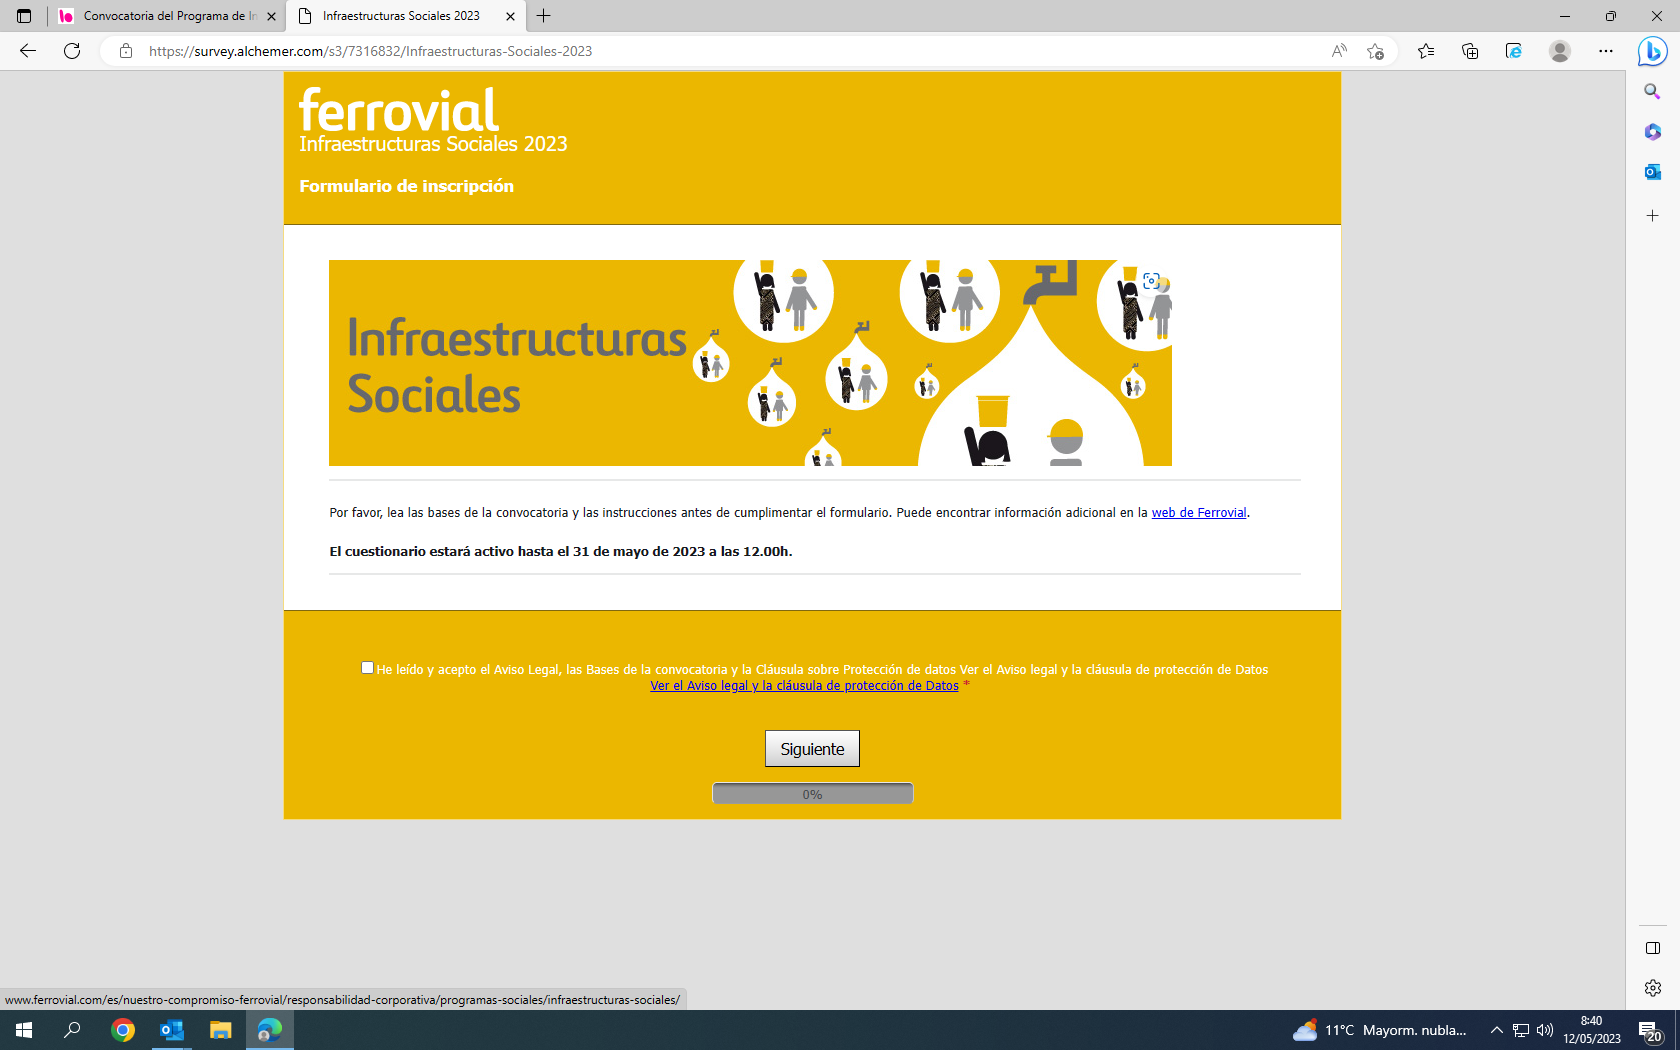 Convocatoria del Programa de In
Infraestructuras Sociales 2023
https://survey.alchemer.com/s3/7316832/Infraestructuras-Sociales-2023
ferrovial
Infraestructuras Sociales 2023
Formulario de inscripción
Infraestructuras
Sociales
Por favor, lea las bases de la convocatoria y las instrucciones antes de cumplimentar el formulario. Puede encontrar información adicional en la web de Ferrovial.
El cuestionario estará activo hasta el 31 de mayo de 2023 a las 12.00h.
He leído y acepto el Aviso Legal, las Bases de la convocatoria y la Cláusula sobre Protección de datos Ver el Aviso legal y la cláusula de protección de Datos
Ver el Aviso legal y la cláusula de protección de Datos *
Siguiente
0%
www.ferrovial.com/es/nuestro-compromiso-ferrovial/responsabilidad-corporativa/programas-sociales/infraestructuras-sociales/
11°C Mayorm. nubla...
8:40
12/05/2023
20